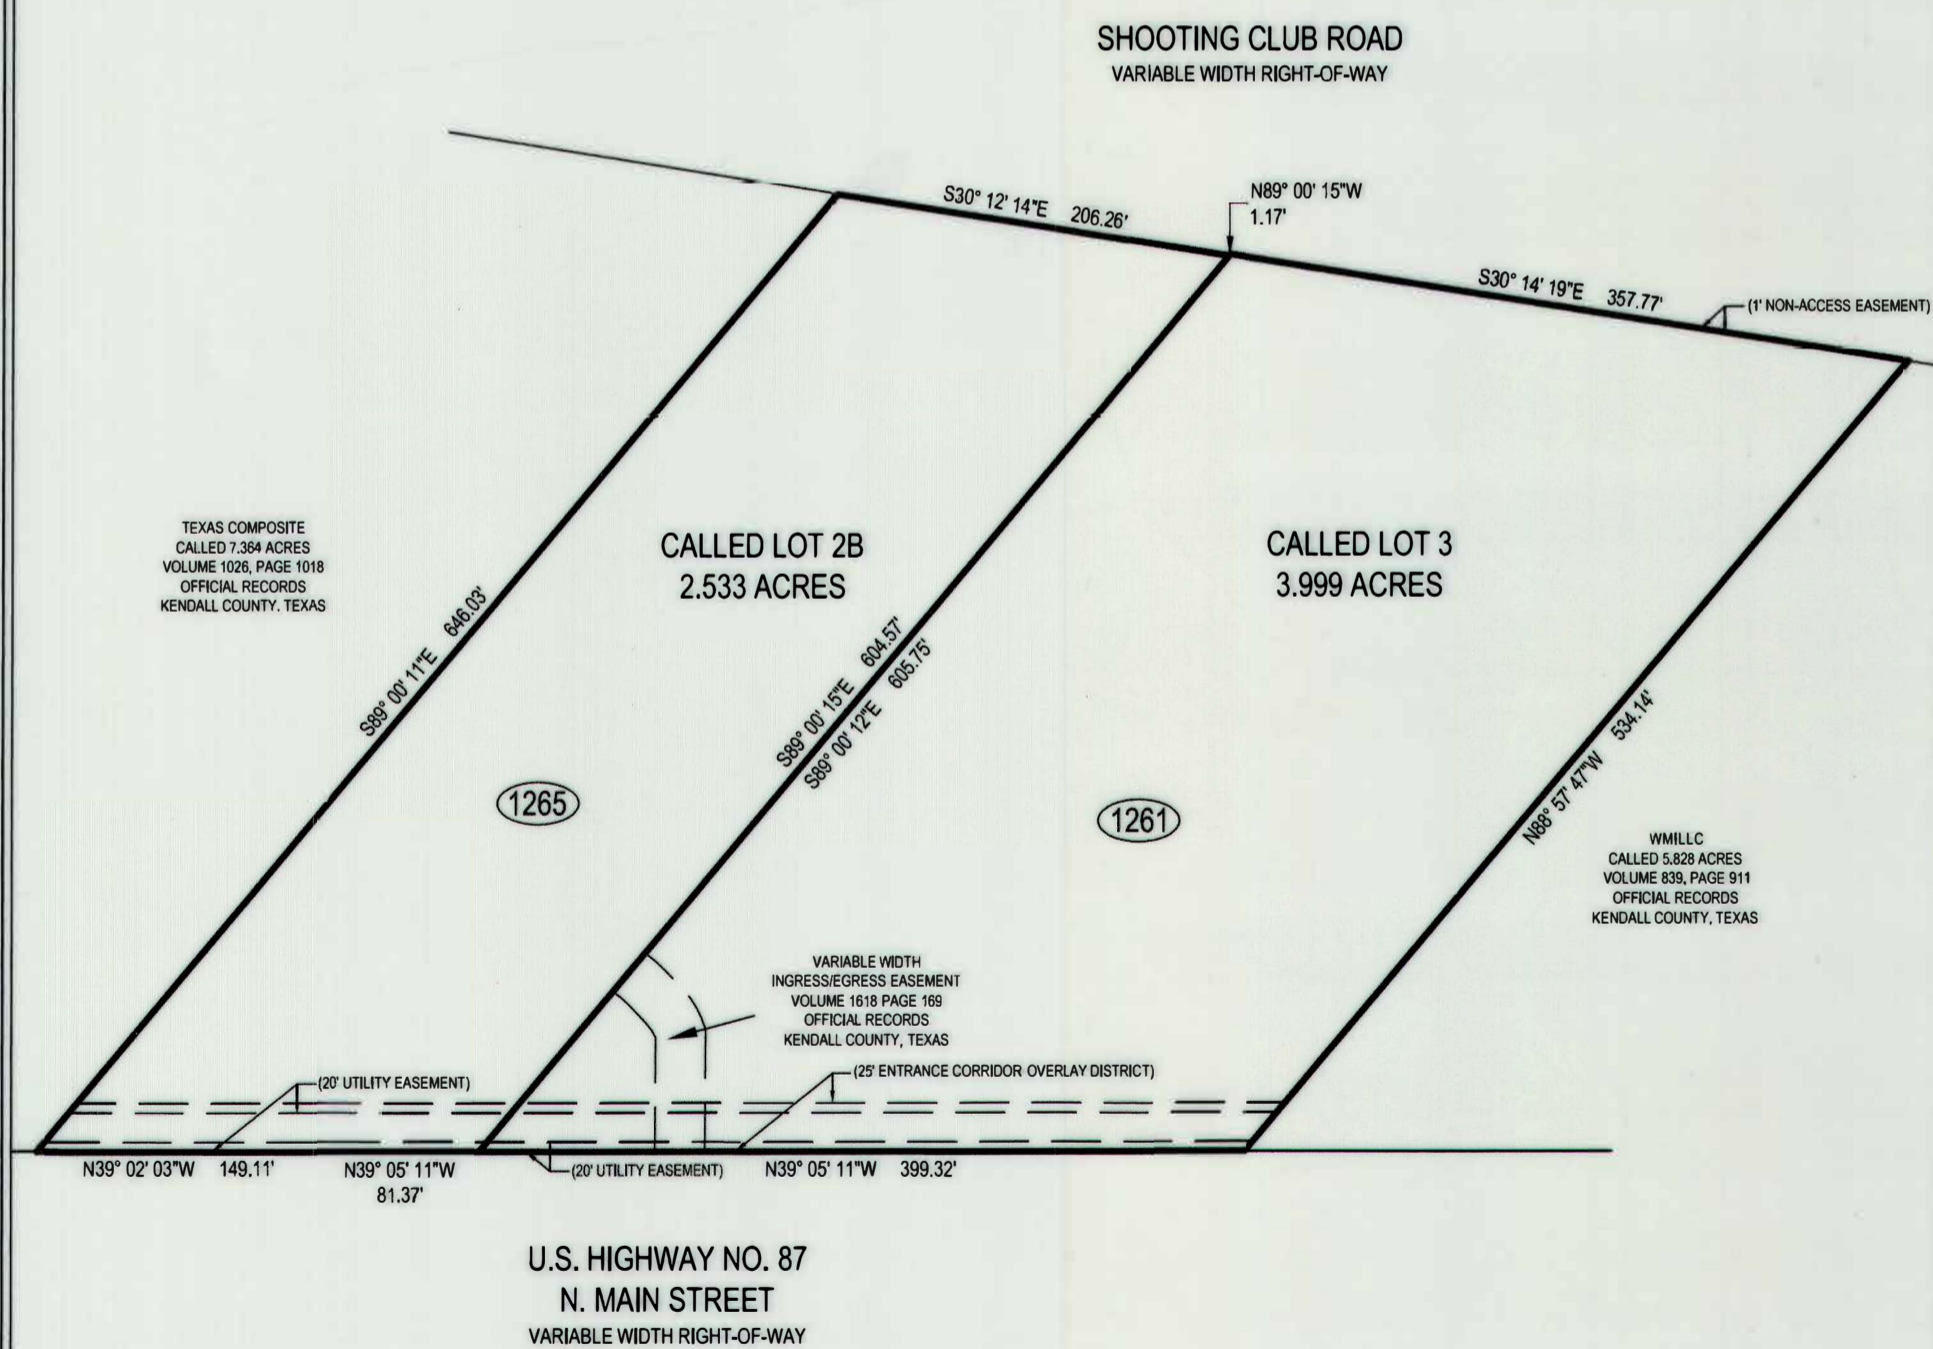 SHOOTING CLUB ROAD
VARIABLE WIDTH RIGHT-OF-WAY
S30° 12' 14"E 206.26'
N89° 00' 15"W
1.17'
S30° 14' 19"E 357.77'
(1' NON-ACCESS EASEMENT)
TEXAS COMPOSITE
CALLED 7.364 ACRES
VOLUME 1026, PAGE 1018
OFFICIAL RECORDS
KENDALL COUNTY, TEXAS
S89° 00' 11"E 646.03'
CALLED LOT 2B
2.533 ACRES
S89° 00' 15"E 604.57'
S89° 00' 12"E 605.75'
CALLED LOT 3
3.999 ACRES
N88° 57' 47"W 534.14'
1265
1261
WMILLC
CALLED 5.828 ACRES
VOLUME 839, PAGE 911
OFFICIAL RECORDS
KENDALL COUNTY, TEXAS
VARIABLE WIDTH
INGRESS/EGRESS EASEMENT
VOLUME 1618 PAGE 169
OFFICIAL RECORDS
KENDALL COUNTY, TEXAS
(20' UTILITY EASEMENT)
(25' ENTRANCE CORRIDOR OVERLAY DISTRICT)
N39° 02' 03"W 149.11'
N39° 05' 11"W
81.37'
(20' UTILITY EASEMENT)
N39° 05' 11"W 399.32'
U.S. HIGHWAY NO. 87
N. MAIN STREET
VARIABLE WIDTH RIGHT-OF-WAY